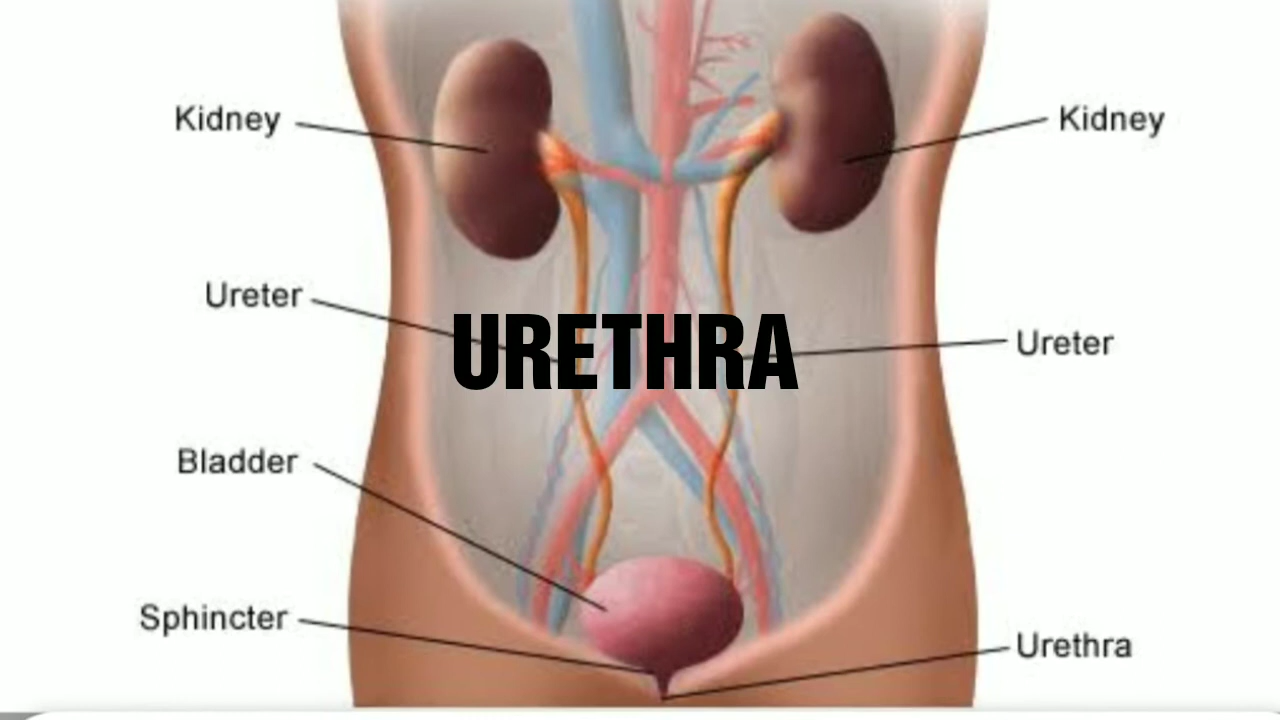 Kidney
Kidney
Ureter
URETHRA
Ureter
Bladder
Sphincter
Urethra